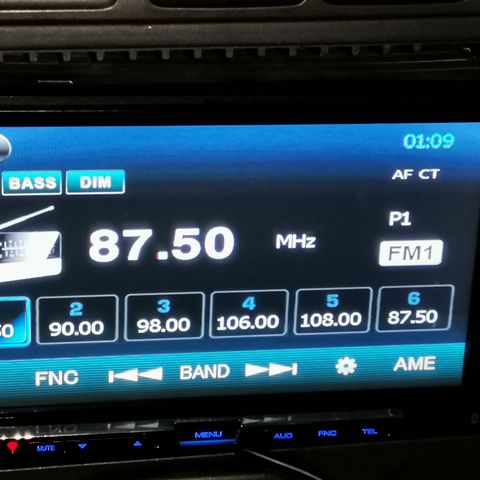 01:09
BASS DIM AF CT
87.50 MHz P1
FM1
2 3 4 5 6
90.00 98.00 106.00 108.00 87.50
FNC BAND AME
MUTE MENU AUD FNC TEL